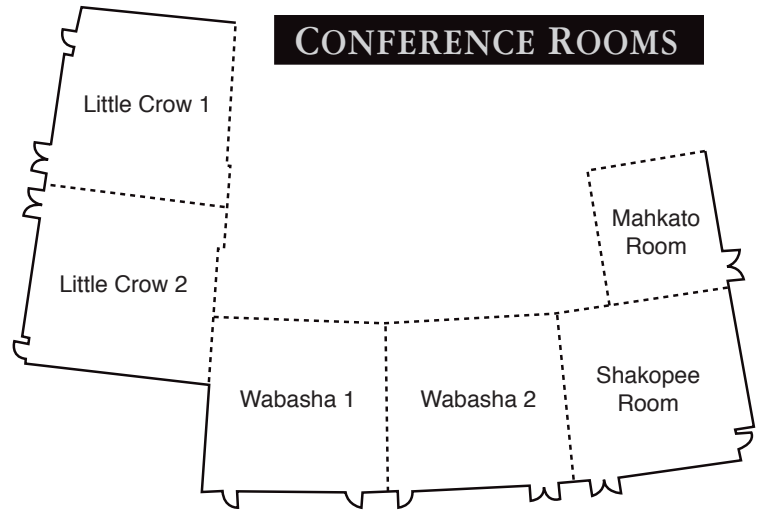 CONFERENCE ROOMS
Little Crow 1
Mahkato
Room
Little Crow 2
Wabasha 1
Wabasha 2
Shakopee
Room